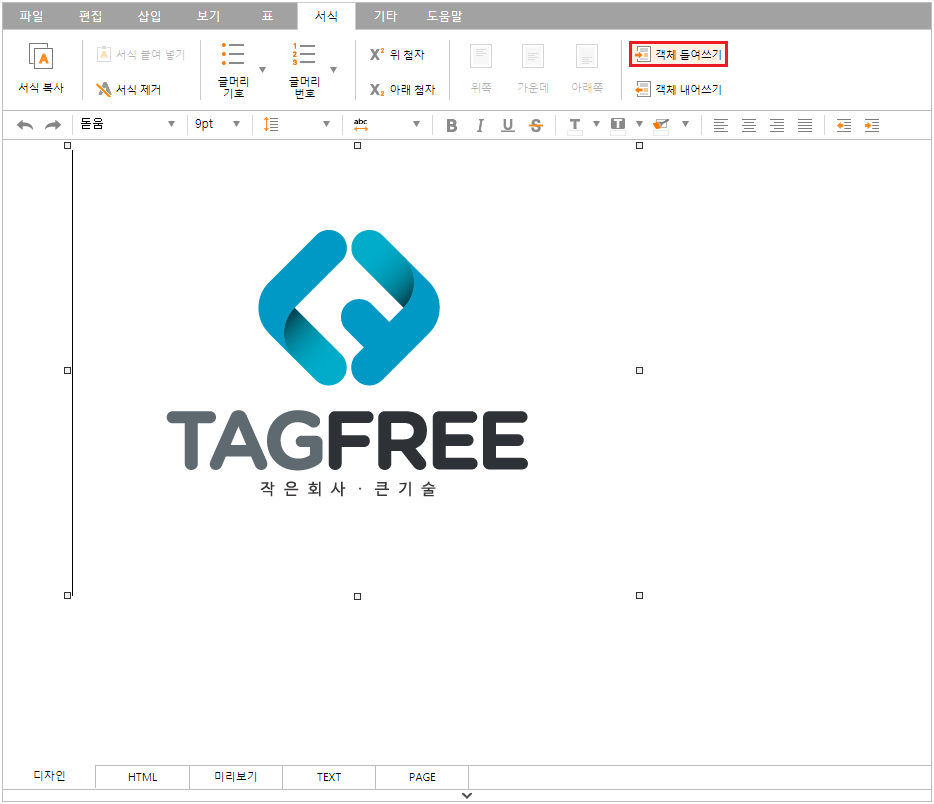 파일 편집 삽입 보기 표 서식 기타 도움말
서식 복사
서식 붙여 넣기
서식 제거
글머리
기호
글머리
번호
X² 위 첨자
X₂ 아래 첨자
위쪽 가운데 아래쪽
객체 들여쓰기
객체 내어쓰기
돋움 9pt abc B I U S T T
TAGFREE
작은회사·큰기술
디자인 HTML 미리보기 TEXT PAGE